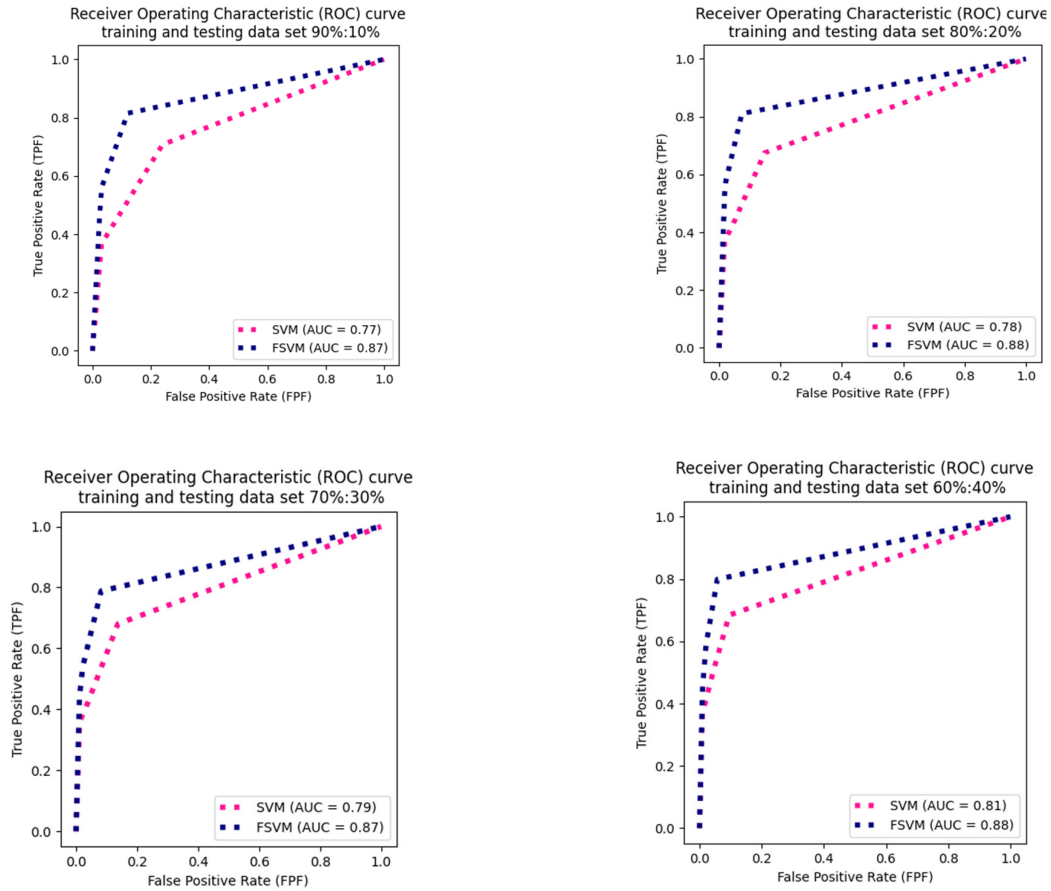 Receiver Operating Characteristic (ROC) curve
training and testing data set 90%:10%
True Positive Rate (TPF)
1.0
0.8
0.6
0.4
0.2
0.0
SVM (AUC = 0.77)
FSVM (AUC = 0.87)
0.0 0.2 0.4 0.6 0.8 1.0
False Positive Rate (FPF)
Receiver Operating Characteristic (ROC) curve
training and testing data set 80%:20%
True Positive Rate (TPF)
1.0
0.8
0.6
0.4
0.2
0.0
SVM (AUC = 0.78)
FSVM (AUC = 0.88)
0.0 0.2 0.4 0.6 0.8 1.0
False Positive Rate (FPF)
Receiver Operating Characteristic (ROC) curve
training and testing data set 70%:30%
True Positive Rate (TPF)
1.0
0.8
0.6
0.4
0.2
0.0
SVM (AUC = 0.79)
FSVM (AUC = 0.87)
0.0 0.2 0.4 0.6 0.8 1.0
False Positive Rate (FPF)
Receiver Operating Characteristic (ROC) curve
training and testing data set 60%:40%
True Positive Rate (TPF)
1.0
0.8
0.6
0.4
0.2
0.0
SVM (AUC = 0.81)
FSVM (AUC = 0.88)
0.0 0.2 0.4 0.6 0.8 1.0
False Positive Rate (FPF)